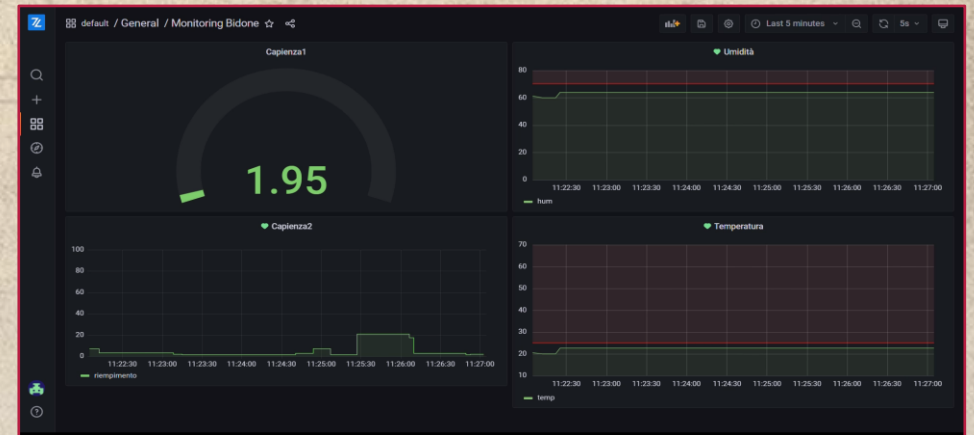 default / General / Monitoring Bidone
Last 5 minutes
5s
Capienza1
1.95
Umidità
80
60
40
20
0
11:22:30 11:23:00 11:23:30 11:24:00 11:24:30 11:25:00 11:25:30 11:26:00 11:26:30 11:27:00
hum
Capienza2
100
80
60
40
20
0
11:22:30 11:23:00 11:23:30 11:24:00 11:24:30 11:25:00 11:25:30 11:26:00 11:26:30 11:27:00
riempimento
Temperatura
70
60
50
40
30
20
10
11:22:30 11:23:00 11:23:30 11:24:00 11:24:30 11:25:00 11:25:30 11:26:00 11:26:30 11:27:00
temp